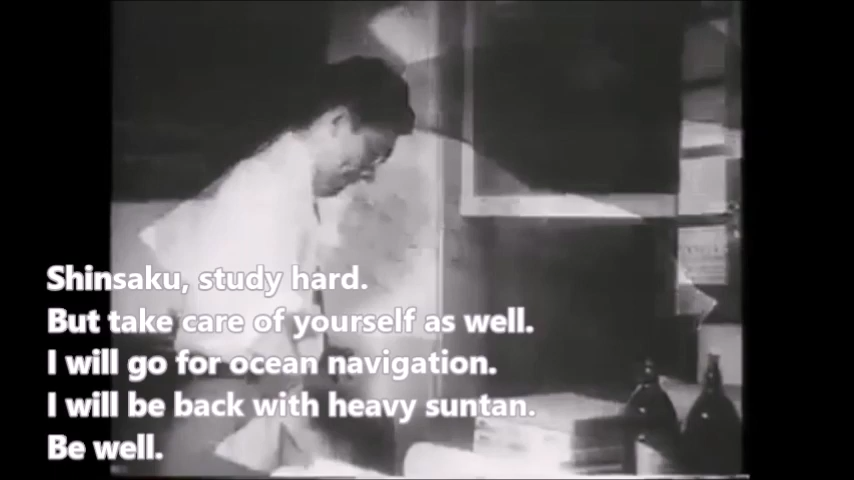 Shinsaku, study hard.
But take care of yourself as well.
I will go for ocean navigation.
I will be back with heavy suntan.
Be well.